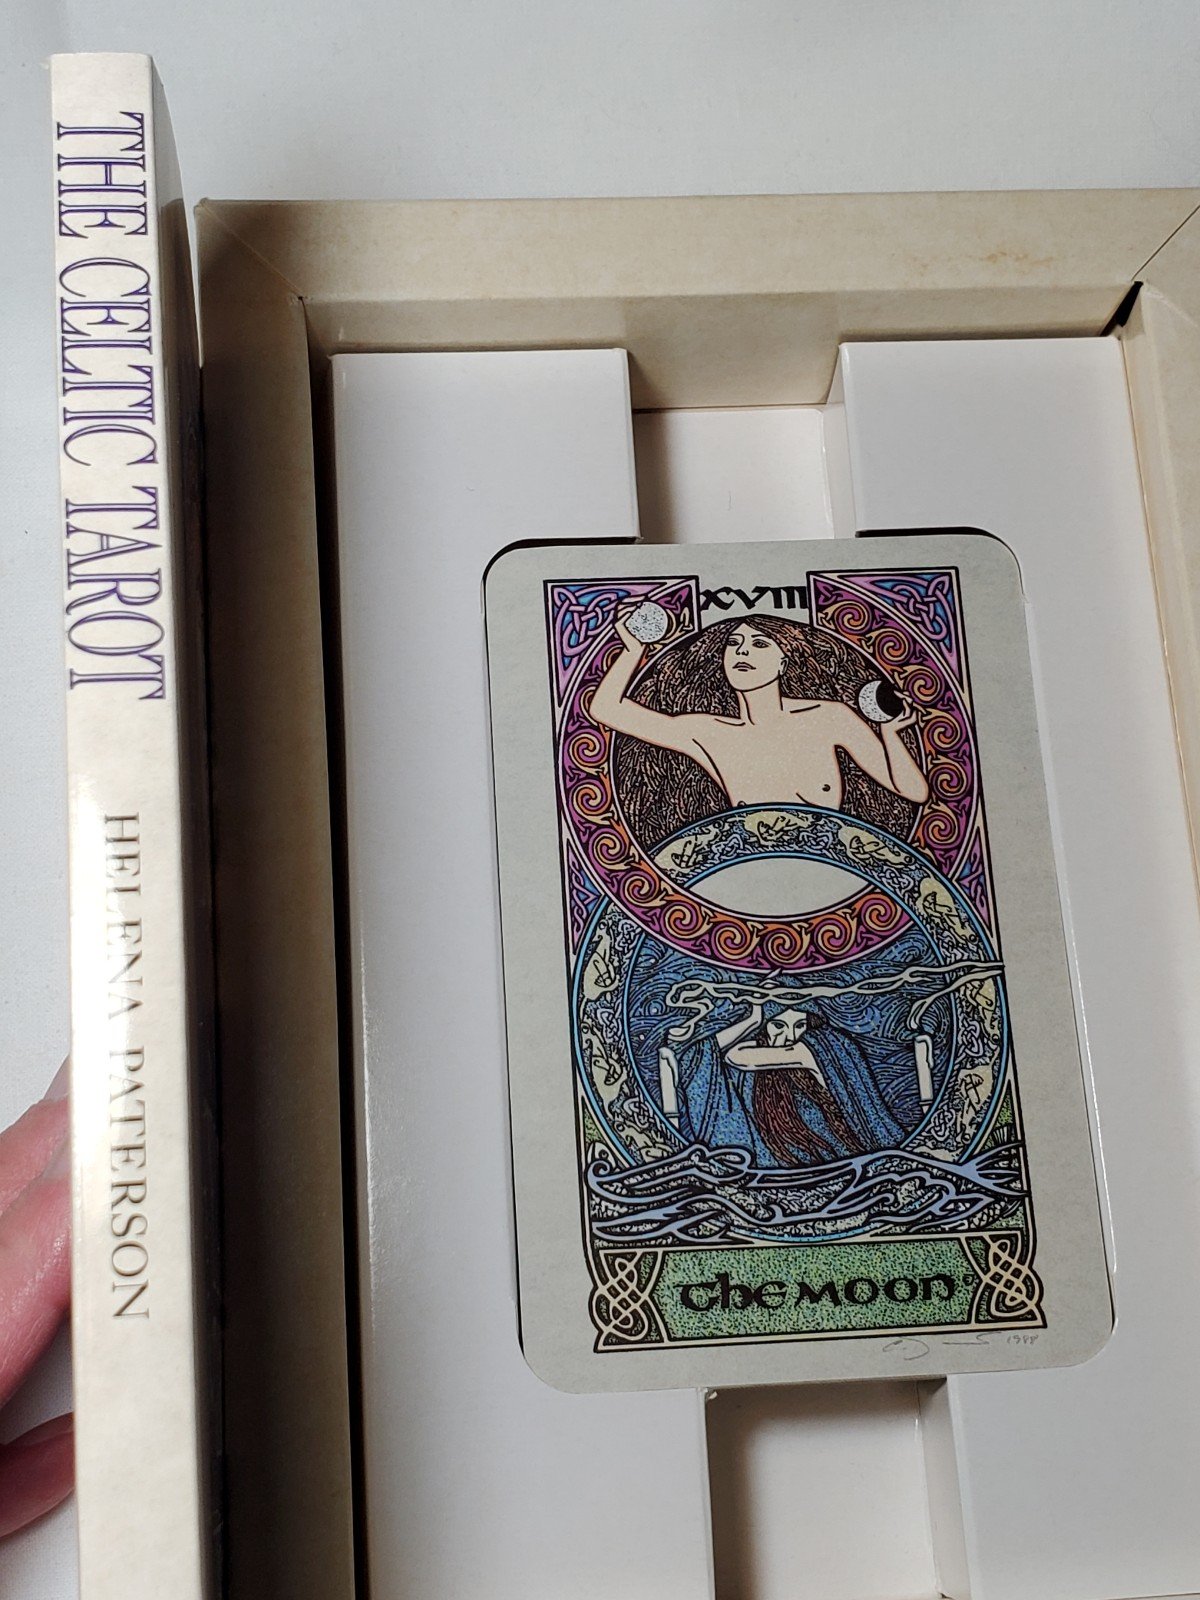 THE CELTIC TAROT
HELENA PATERSON
XVIII
the moon
1988